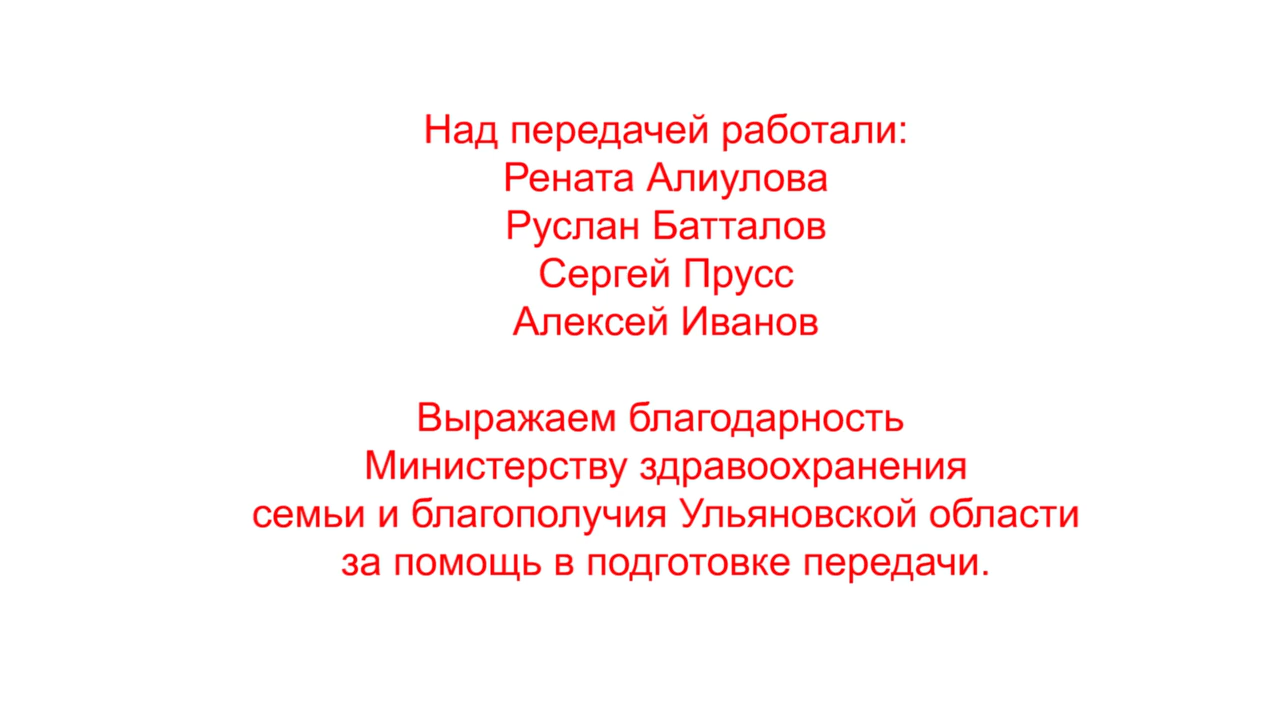 Над передачей работали:
Рената Алиулова
Руслан Батталов
Сергей Прусс
Алексей Иванов
Выражаем благодарность
Министерству здравоохранения
семьи и благополучия Ульяновской области
за помощь в подготовке передачи.